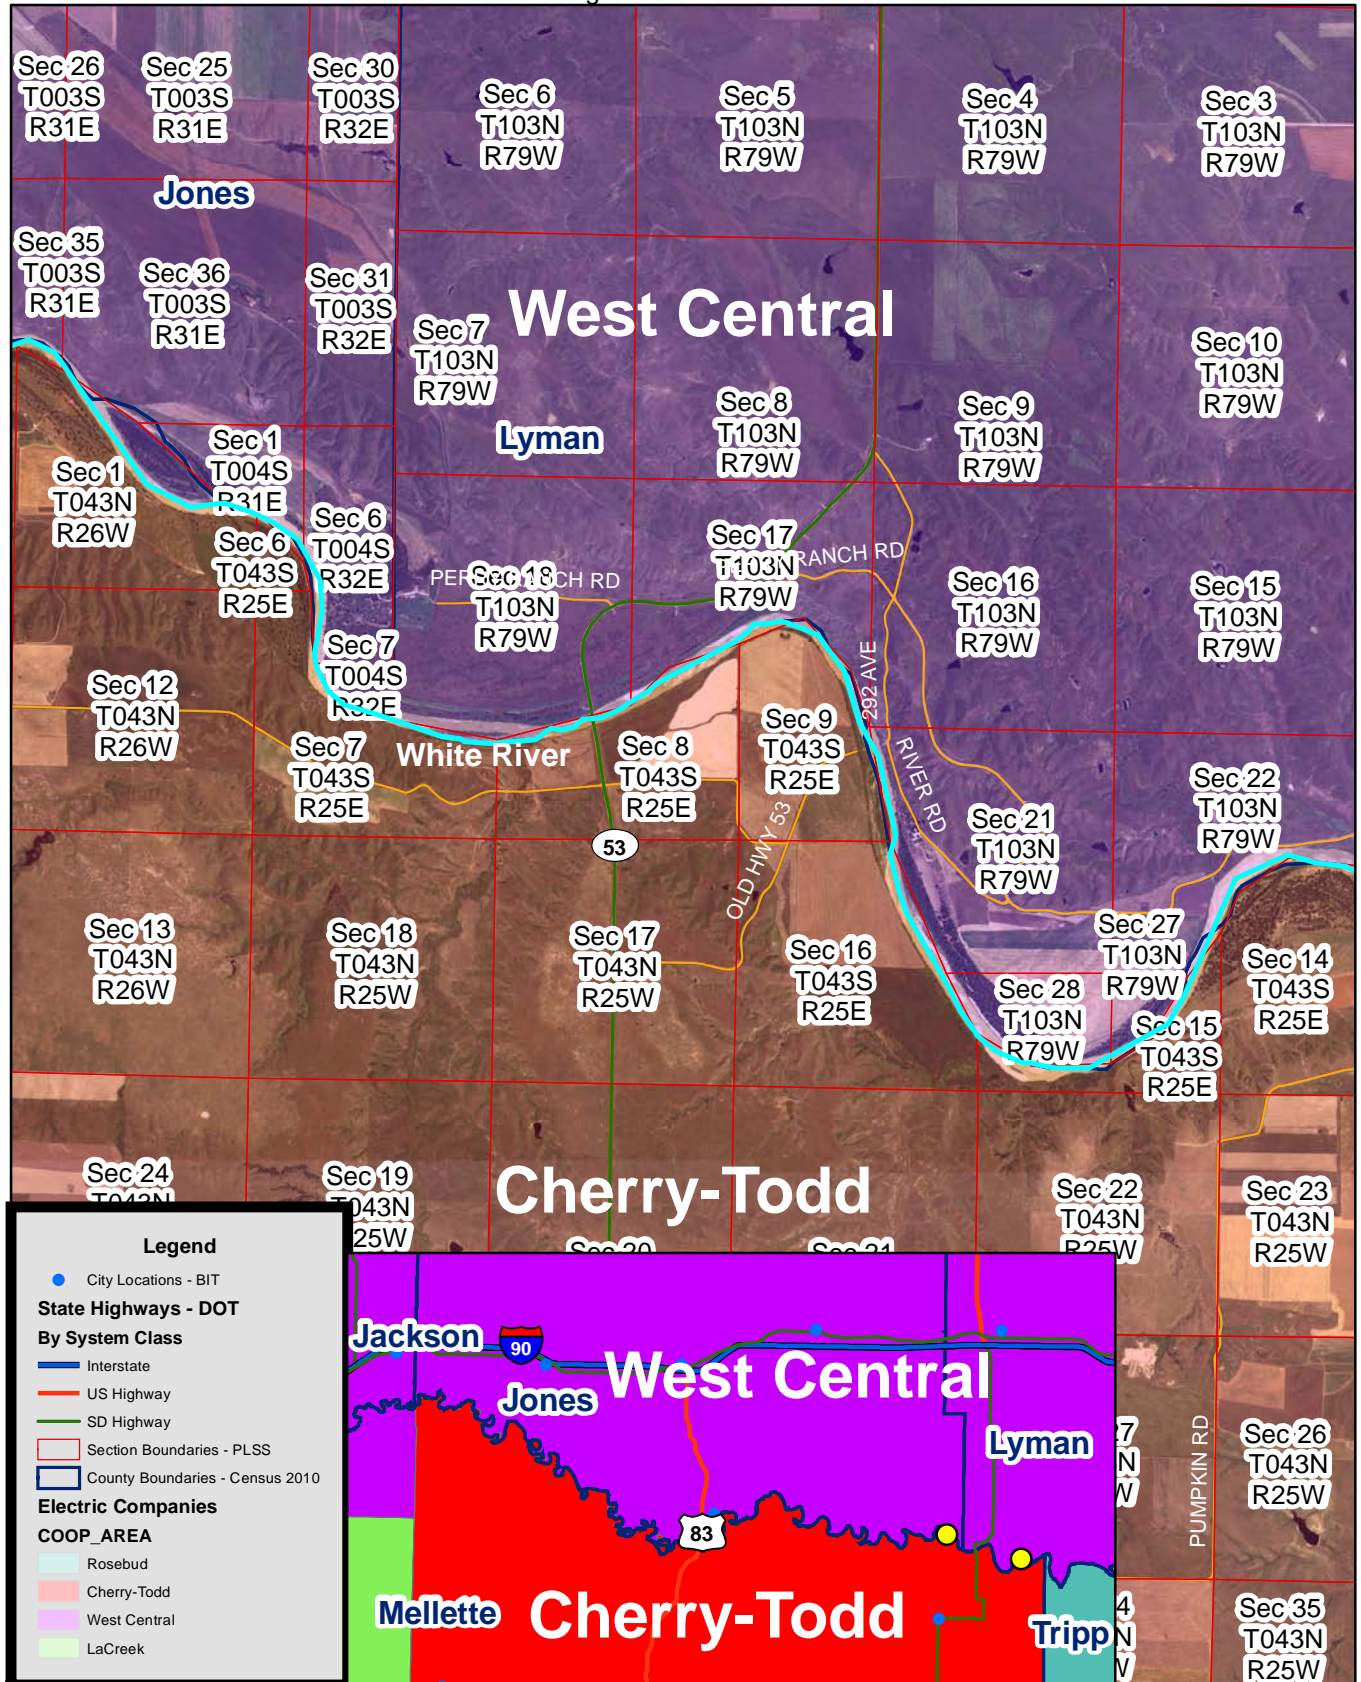 Sec 26
T003S
R31E
Sec 25
T003S
R31E
Sec 30
T003S
R32E
Sec 6
T103N
R79W
Sec 5
T103N
R79W
Sec 4
T103N
R79W
Sec 3
T103N
R79W
Jones
Sec 35
T003S
R31E
Sec 36
T003S
R31E
Sec 31
T003S
R32E
West Central
Sec 7
T103N
R79W
Sec 10
T103N
R79W
Lyman
Sec 8
T103N
R79W
Sec 9
T103N
R79W
Sec 1
T043N
R26W
Sec 1
T004S
R31E
Sec 6
T004S
R32E
Sec 6
T043S
R25E
Sec 17
T103N
R79W
RANCH RD
RANCH RD
Sec 18
T103N
R79W
Sec 16
T103N
R79W
Sec 15
T103N
R79W
Sec 7
T004S
R32E
292 AVE
Sec 12
T043N
R26W
Sec 7
T043S
R25E
White River
Sec 8
T043S
R25E
Sec 9
T043S
R25E
RIVER RD
Sec 22
T103N
R79W
53
OLD HWY 53
Sec 21
T103N
R79W
Sec 13
T043N
R26W
Sec 18
T043N
R25W
Sec 17
T043N
R25W
Sec 16
T043S
R25E
Sec 27
T103N
R79W
Sec 14
T043S
R25E
Sec 28
T103N
R79W
Sec 15
T043S
R25E
Sec 24
T043N
Sec 19
T043N
25W
Cherry-Todd
Sec 22
T043N
R25W
Sec 23
T043N
R25W
Sec 20
Sec 21
Legend
City Locations - BIT
State Highways - DOT
By System Class
Interstate
US Highway
SD Highway
Section Boundaries - PLSS
County Boundaries - Census 2010
Electric Companies
COOP_AREA
Rosebud
Cherry-Todd
West Central
LaCreek
Jackson
90
West Central
Jones
Lyman
83
Mellette
Cherry-Todd
Tripp
7
N
W
PUMPKIN RD
Sec 26
T043N
R25W
4
N
W
Sec 35
T043N
R25W